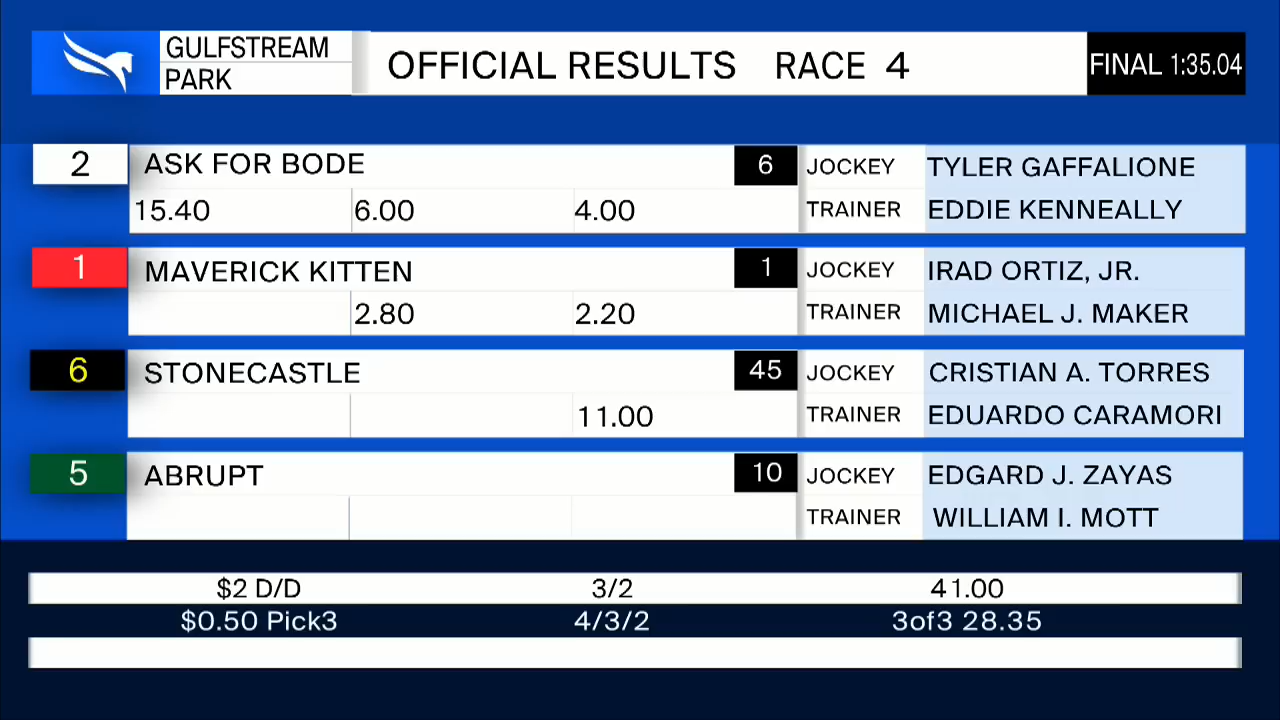 GULFSTREAM
PARK
OFFICIAL RESULTS RACE 4
FINAL 1:35.04
2 ASK FOR BODE 6 JOCKEY TYLER GAFFALIONE
15.40 6.00 4.00 TRAINER EDDIE KENNEALLY
1 MAVERICK KITTEN 1 JOCKEY IRAD ORTIZ, JR.
2.80 2.20 TRAINER MICHAEL J. MAKER
6 STONECASTLE 45 JOCKEY CRISTIAN A. TORRES
11.00 TRAINER EDUARDO CARAMORI
5 ABRUPT 10 JOCKEY EDGARD J. ZAYAS
TRAINER WILLIAM I. MOTT
$2 D/D 3/2 41.00
$0.50 Pick3 4/3/2 3of3 28.35